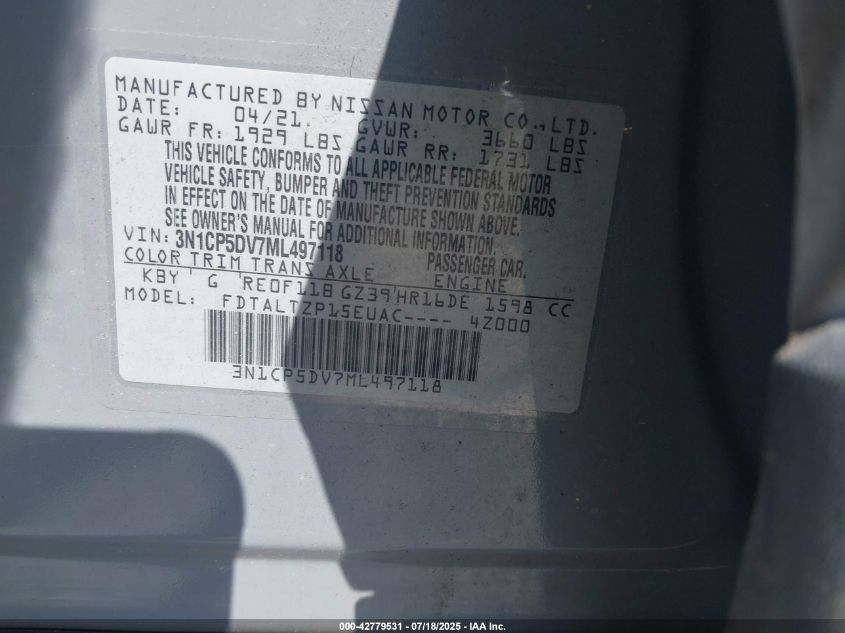 MANUFACTURED BY NISSAN MOTOR CO.,LTD.
DATE: 04/21. GVWR: 3660 LBS
GAWR FR: 1929 LBS GAWR RR: 1731 LBS
THIS VEHICLE CONFORMS TO ALL APPLICABLE FEDERAL MOTOR
VEHICLE SAFETY, BUMPER AND THEFT PREVENTION STANDARDS
IN EFFECT ON THE DATE OF MANUFACTURE SHOWN ABOVE.
SEE OWNER'S MANUAL FOR ADDITIONAL INFORMATION.
VIN: 3N1CP5DV7ML497118 PASSENGER CAR.
COLOR TRIM TRANS AXLE ENGINE
KBY ' G 'RE0F11B GZ39'HR16DE 1598 CC
MODEL: FDTALTZP15EUAC---- 42000
3N1CP5DV7ML497118
000-42779531 - 07/18/2025 - IAA Inc.